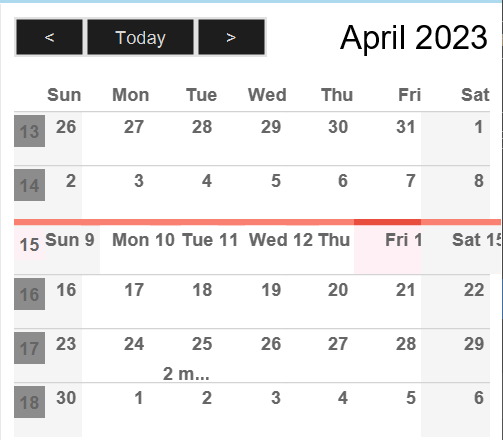 < Today > April 2023
Sun Mon Tue Wed Thu Fri Sat
13 26 27 28 29 30 31 1
14 2 3 4 5 6 7 8
15 Sun 9 Mon 10 Tue 11 Wed 12 Thu Fri 1 Sat 15
16 16 17 18 19 20 21 22
17 23 24 25 26 27 28 29
2 m...
18 30 1 2 3 4 5 6